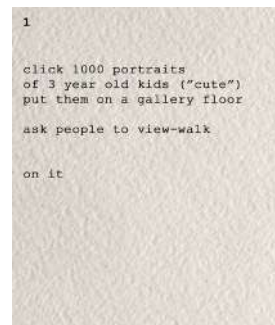 1
click 1000 portraits
of 3 year old kids ("cute")
put them on a gallery floor
ask people to view-walk
on it